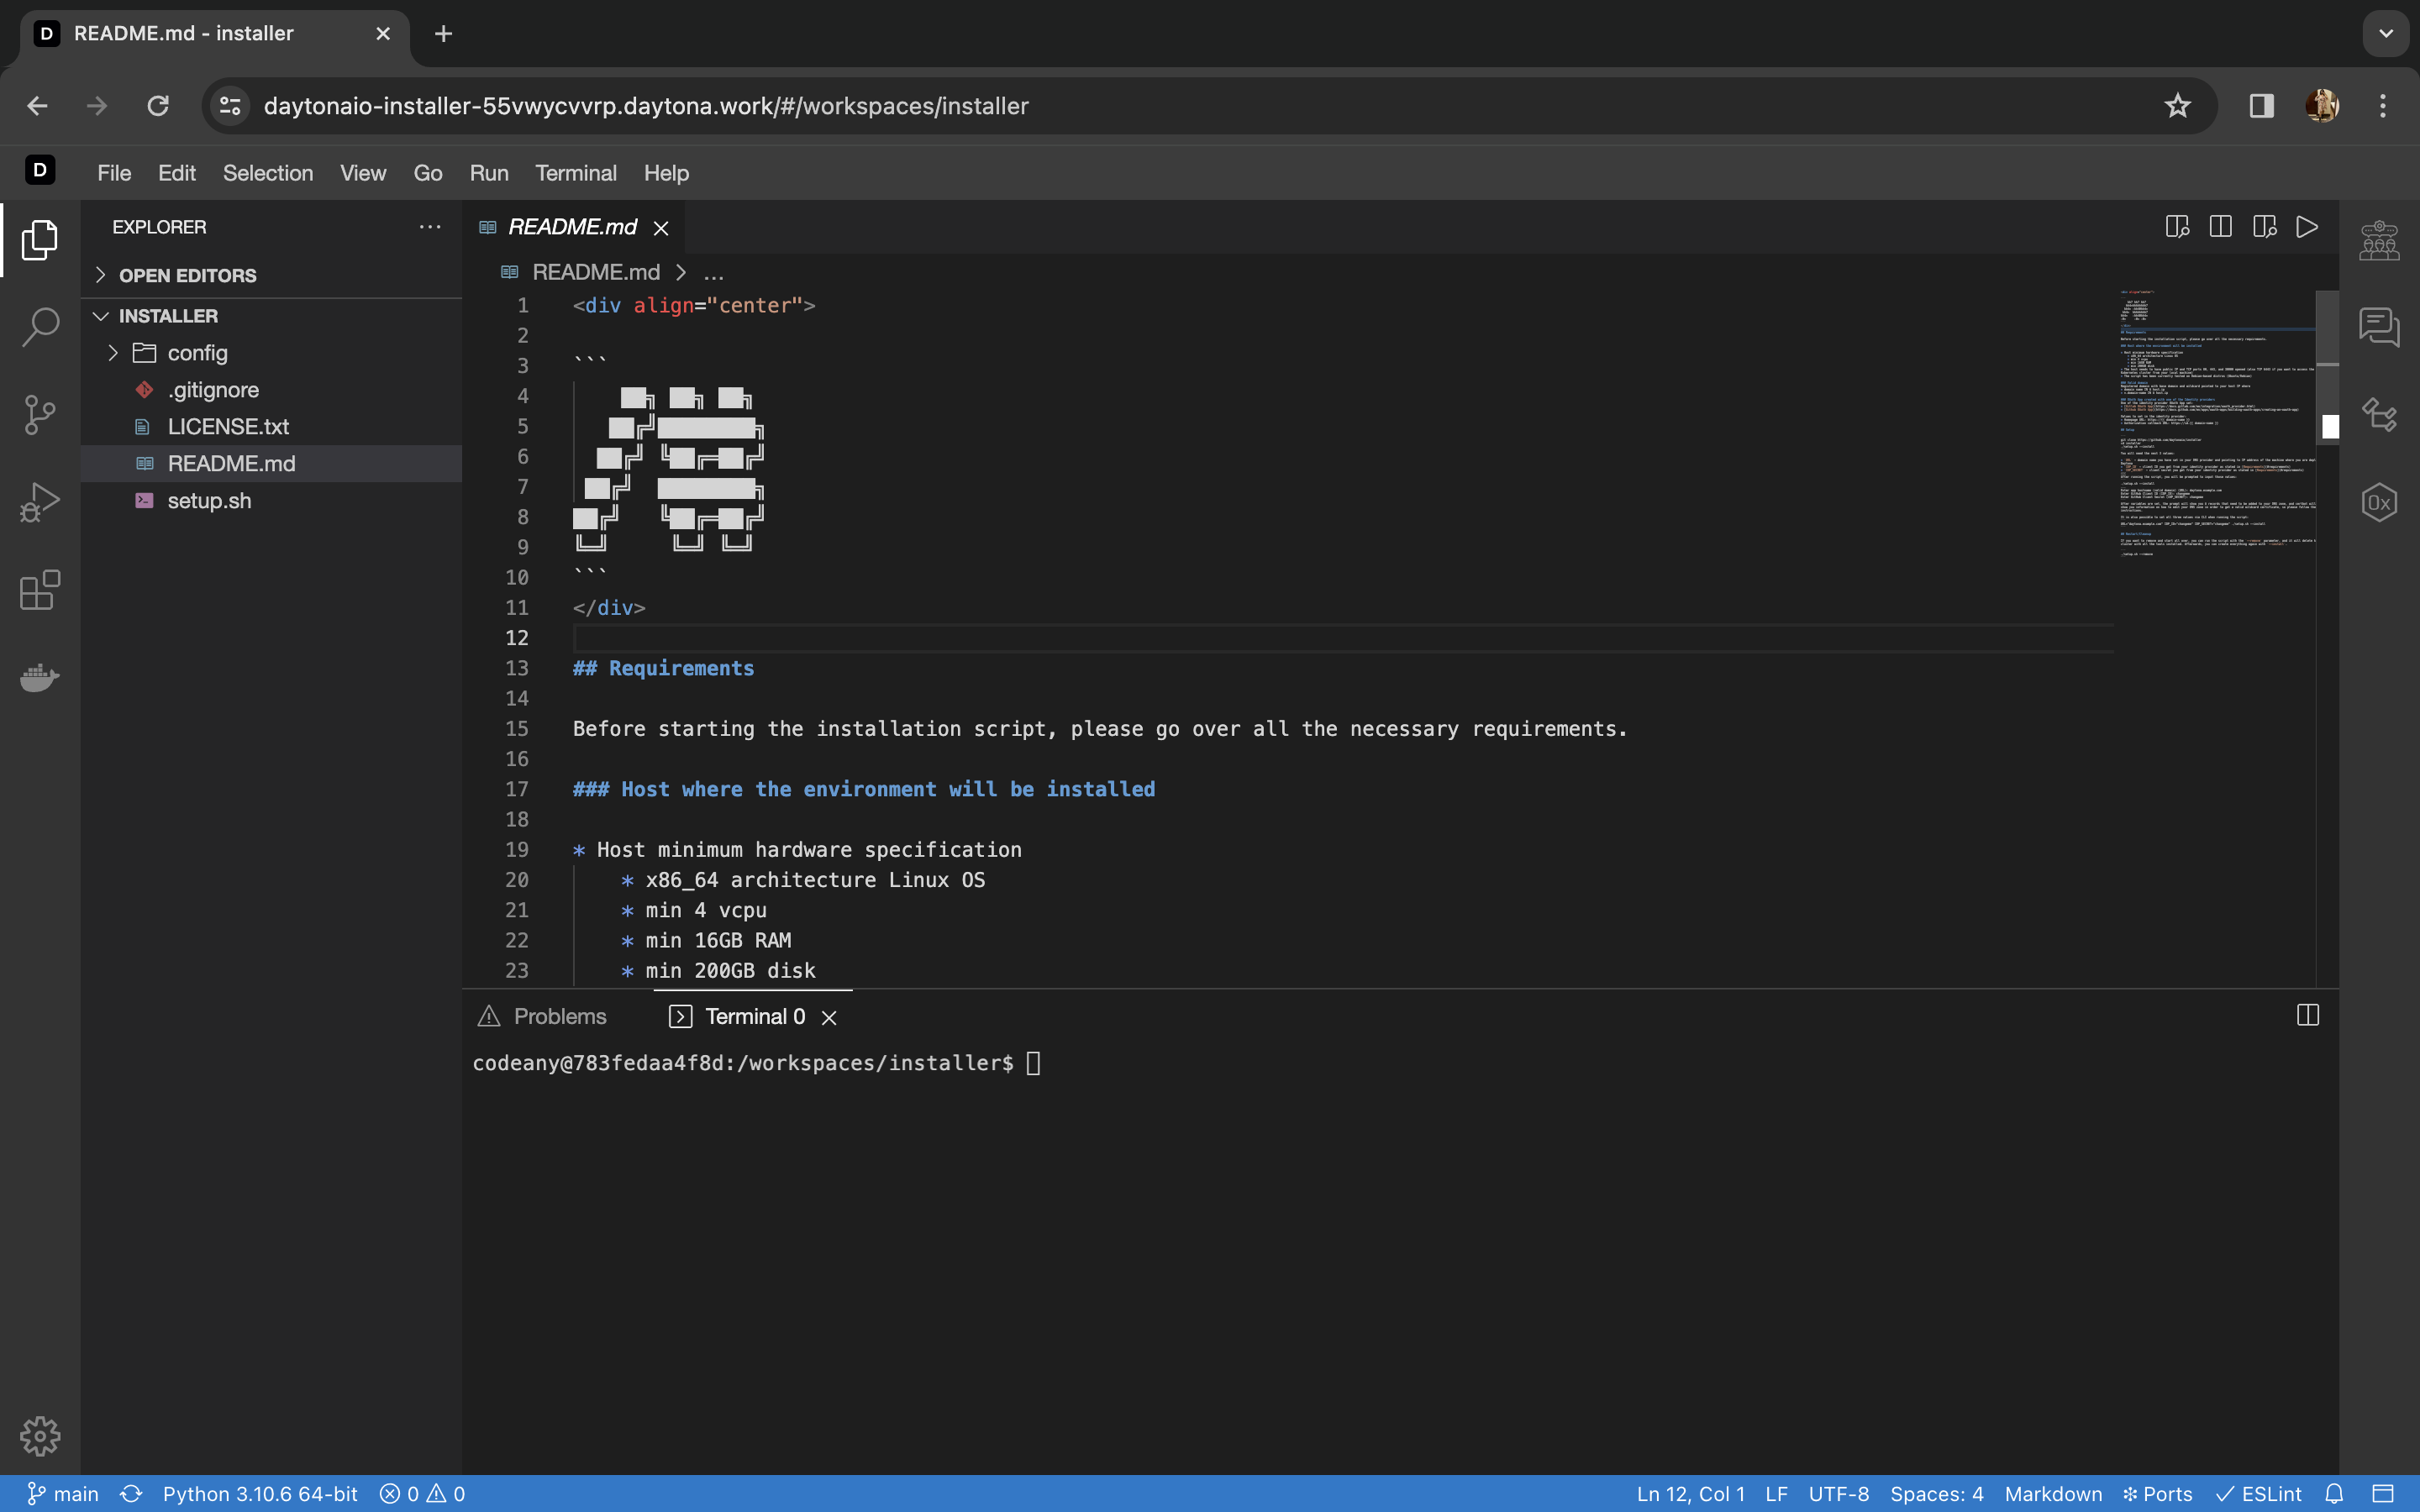 D README.md - installer
daytonaio-installer-55vwycvvrp.daytona.work/#/workspaces/installer
D File Edit Selection View Go Run Terminal Help
EXPLORER
OPEN EDITORS
INSTALLER
config
.gitignore
LICENSE.txt
README.md
setup.sh
README.md
README.md > ...
1 <div align="center">
2
3 ```
4     ██╗ ██╗ ██╗
5    ██╔╝████████╗
6   ██╔╝ ╚██╔═██╔╝
7  ██╔╝  ████████╗
8 ██╔╝   ╚██╔═██╔╝
9 ╚═╝     ╚═╝ ╚═╝
10 ```
11 </div>
12
13 ## Requirements
14
15 Before starting the installation script, please go over all the necessary requirements.
16
17 ### Host where the environment will be installed
18
19 * Host minimum hardware specification
20     * x86_64 architecture Linux OS
21     * min 4 vcpu
22     * min 16GB RAM
23     * min 200GB disk
0x
Problems Terminal 0
codeany@783fedaa4f8d:/workspaces/installer$
main Python 3.10.6 64-bit 0 0 Ln 12, Col 1 LF UTF-8 Spaces: 4 Markdown Ports ESLint